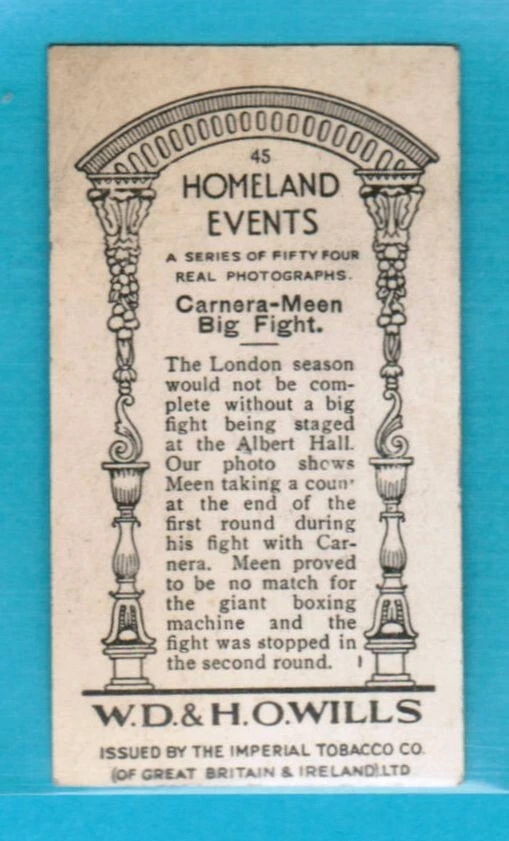 45
HOMELAND
EVENTS
A SERIES OF FIFTY FOUR
REAL PHOTOGRAPHS.
Carnera-Meen
Big Fight.
The London season
would not be com-
plete without a big
fight being staged
at the Albert Hall.
Our photo shows
Meen taking a coun'
at the end of the
first round during
his fight with Car-
nera. Meen proved
to be no match for
the giant boxing
machine and the
fight was stopped in
the second round.
W.D.& H.O.WILLS
ISSUED BY THE IMPERIAL TOBACCO CO.
(OF GREAT BRITAIN & IRELAND).LTD